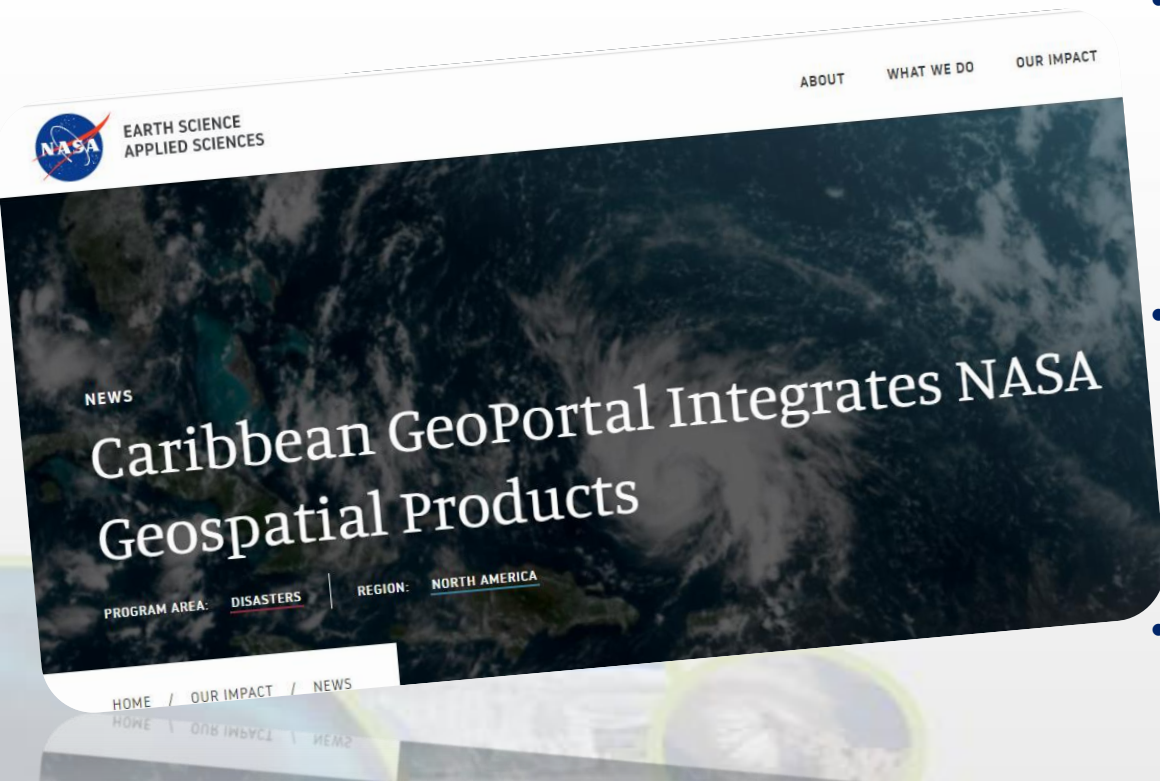 ABOUT WHAT WE DO OUR IMPACT
NASA
EARTH SCIENCE
APPLIED SCIENCES
NEWS
Caribbean GeoPortal Integrates NASA
Geospatial Products
PROGRAM AREA: DISASTERS REGION: NORTH AMERICA
HOME / OUR IMPACT / NEWS